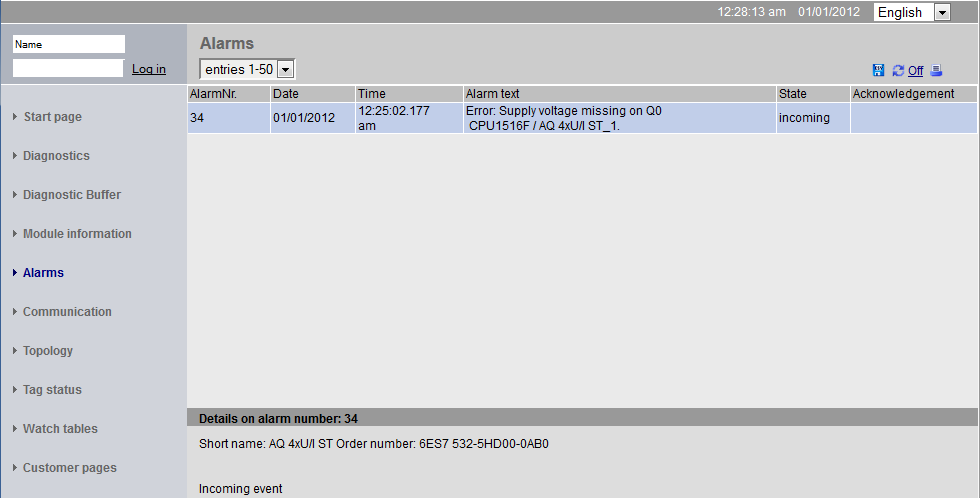 12:28:13 am 01/01/2012 English
Name
Log in
Start page
Diagnostics
Diagnostic Buffer
Module information
Alarms
Communication
Topology
Tag status
Watch tables
Customer pages
Alarms
entries 1-50
Off
AlarmNr. Date Time Alarm text State Acknowledgement
34 01/01/2012 12:25:02.177 am Error: Supply voltage missing on Q0 incoming
CPU1516F / AQ 4xU/I ST_1.
Details on alarm number: 34
Short name: AQ 4xU/I ST Order number: 6ES7 532-5HD00-0AB0
Incoming event